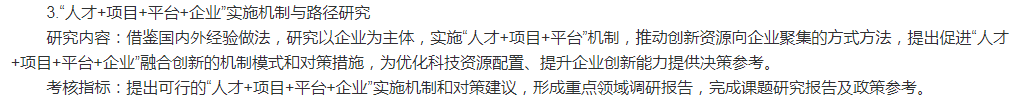 3.“人才+项目+平台+企业”实施机制与路径研究
研究内容：借鉴国内外经验做法，研究以企业为主体，实施“人才+项目+平台”机制，推动创新资源向企业聚集的方式方法，提出促进“人才
+项目+平台+企业”融合创新的机制模式和对策措施，为优化科技资源配置、提升企业创新能力提供决策参考。
考核指标：提出可行的“人才+项目+平台+企业”实施机制和对策建议，形成重点领域调研报告，完成课题研究报告及政策参考。